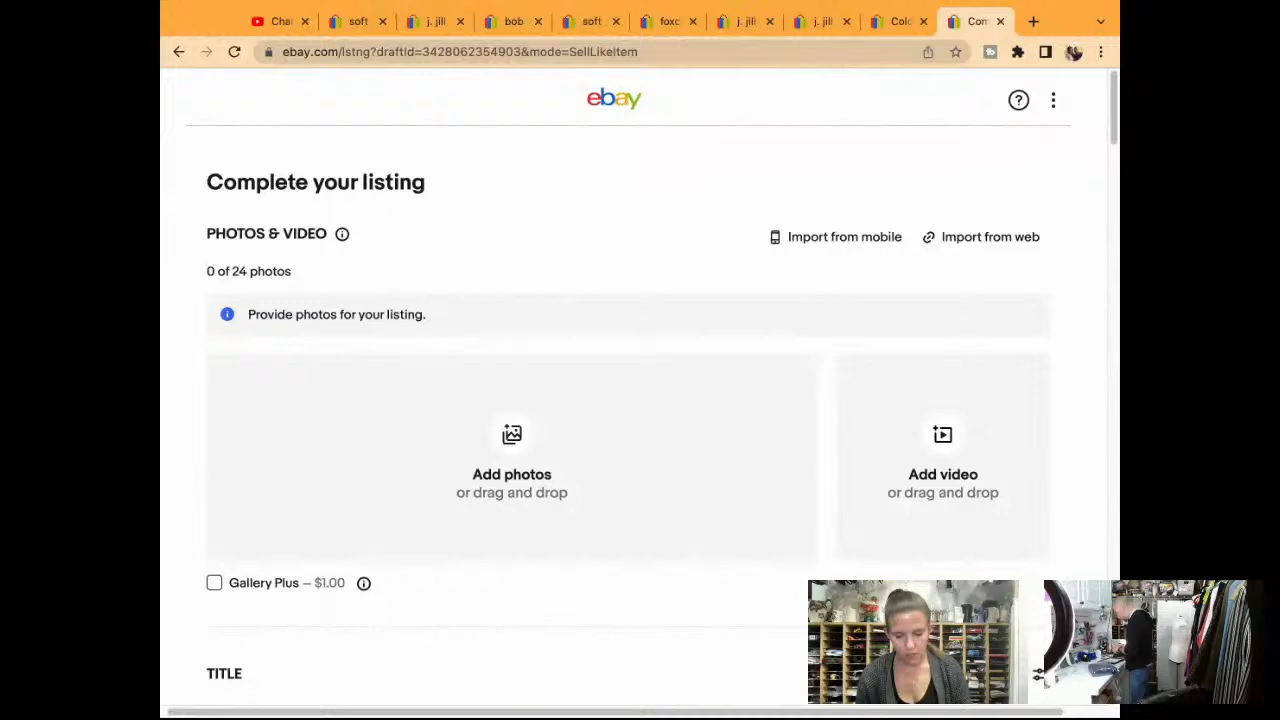 Chai
soft
j. jill
bob
soft
foxc
j. jill
j. jill
Cold
Com
ebay.com/lstng?draftId=3428062354903&mode=SellLikeItem
ebay
Complete your listing
PHOTOS & VIDEO
Import from mobile
Import from web
0 of 24 photos
Provide photos for your listing.
Add photos
or drag and drop
Add video
or drag and drop
Gallery Plus – $1.00
TITLE